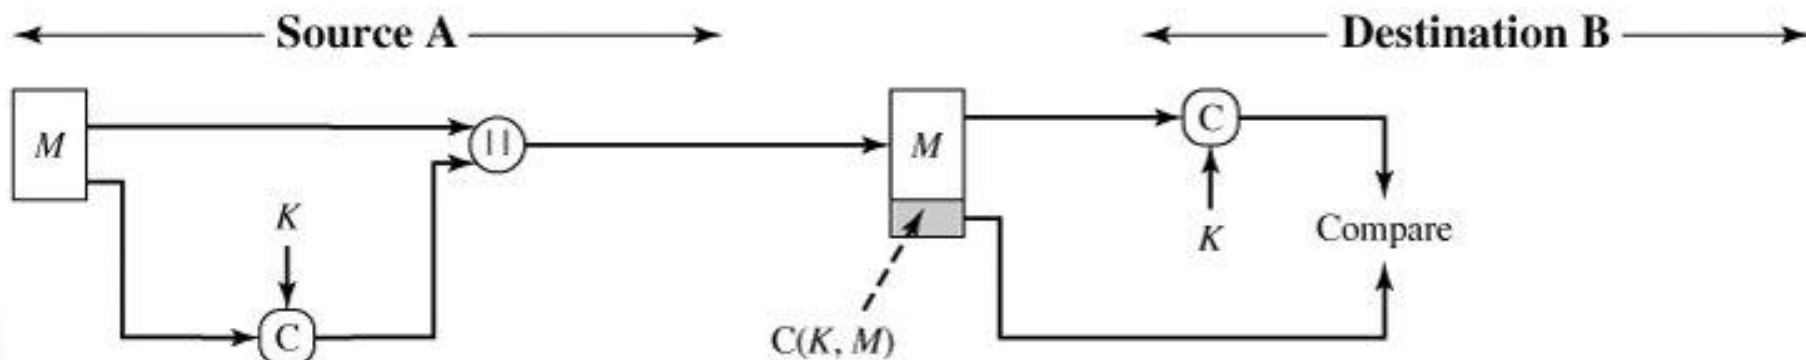 Source A
Destination B
M
||
M
C
K
K
Compare
C
C(K, M)